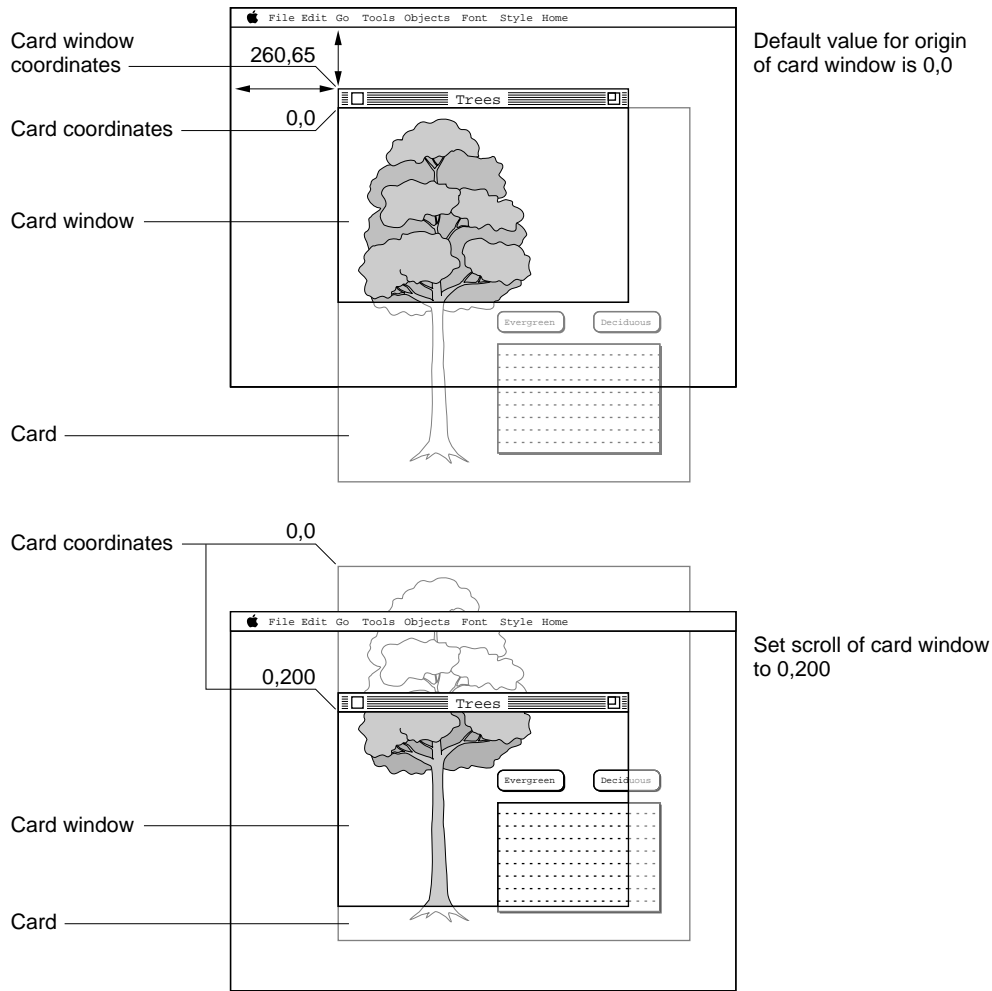 File Edit Go Tools Objects Font Style Home
Card window
coordinates
260,65
Default value for origin
of card window is 0,0
Trees
Card coordinates
0,0
Card window
Evergreen
Deciduous
Card
Card coordinates
0,0
File Edit Go Tools Objects Font Style Home
Set scroll of card window
to 0,200
0,200
Trees
Evergreen
Deciduous
Card window
Card